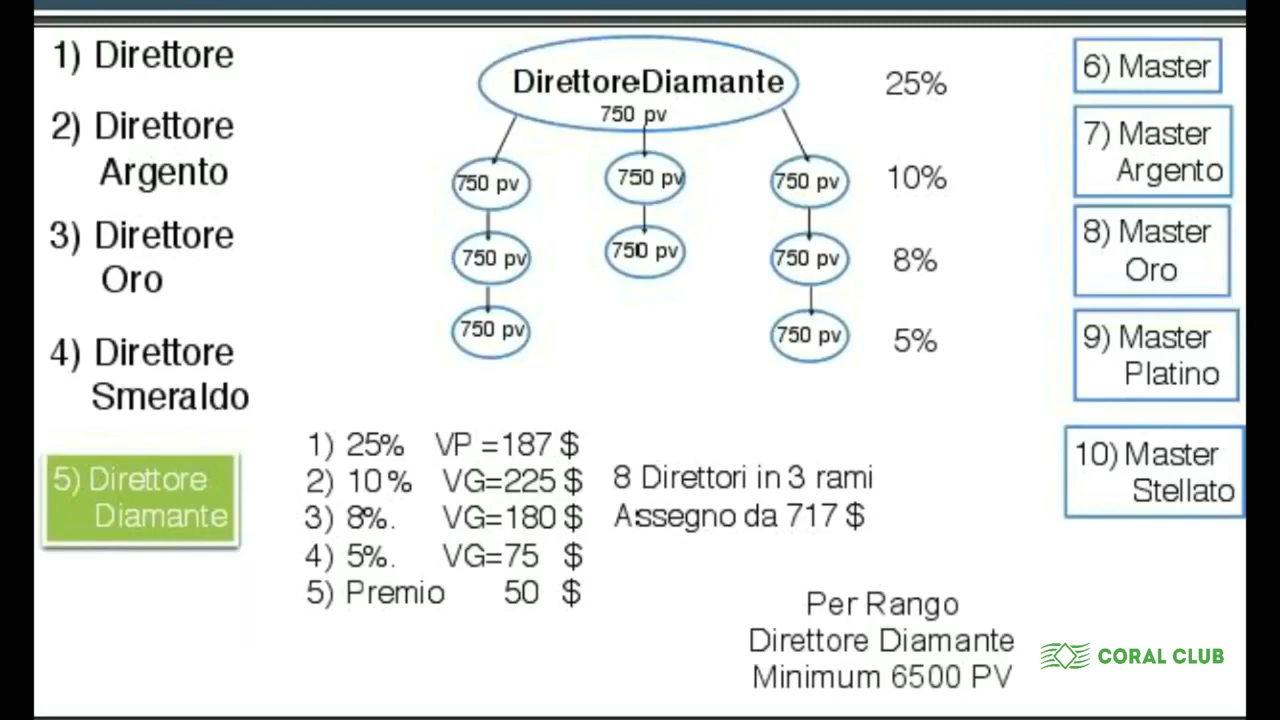 1) Direttore
2) Direttore
Argento
3) Direttore
Oro
4) Direttore
Smeraldo
5) Direttore
Diamante
DirettoreDiamante
750 pv
25%
750 pv
750 pv
750 pv
10%
750 pv
750 pv
750 pv
8%
750 pv
750 pv
5%
1) 25% VP =187 $
2) 10% VG=225 $
3) 8%. VG=180 $
4) 5%. VG=75 $
5) Premio 50 $
8 Direttori in 3 rami
Assegno da 717 $
Per Rango
Direttore Diamante
Minimum 6500 PV
6) Master
7) Master
Argento
8) Master
Oro
9) Master
Platino
10) Master
Stellato
CORAL CLUB